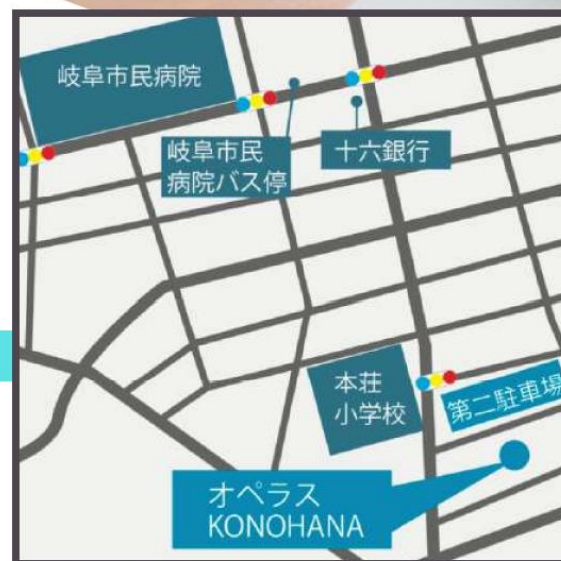 岐阜市民病院
岐阜市民
病院バス停
十六銀行
本荘
小学校
第二駐車場
オペラス
KONOHANA